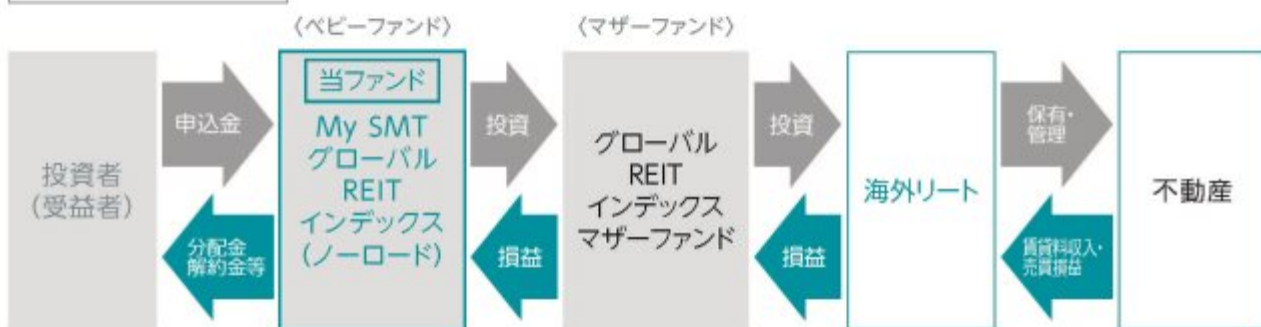 〈ベビーファンド〉
〈マザーファンド〉
投資者
(受益者)
申込金
分配金
解約金等
当ファンド
My SMT
グローバル
REIT
インデックス
(ノーロード)
投資
損益
グローバル
REIT
インデックス
マザーファンド
投資
損益
海外リート
保有・
管理
賃貸料収入・
売買損益
不動産